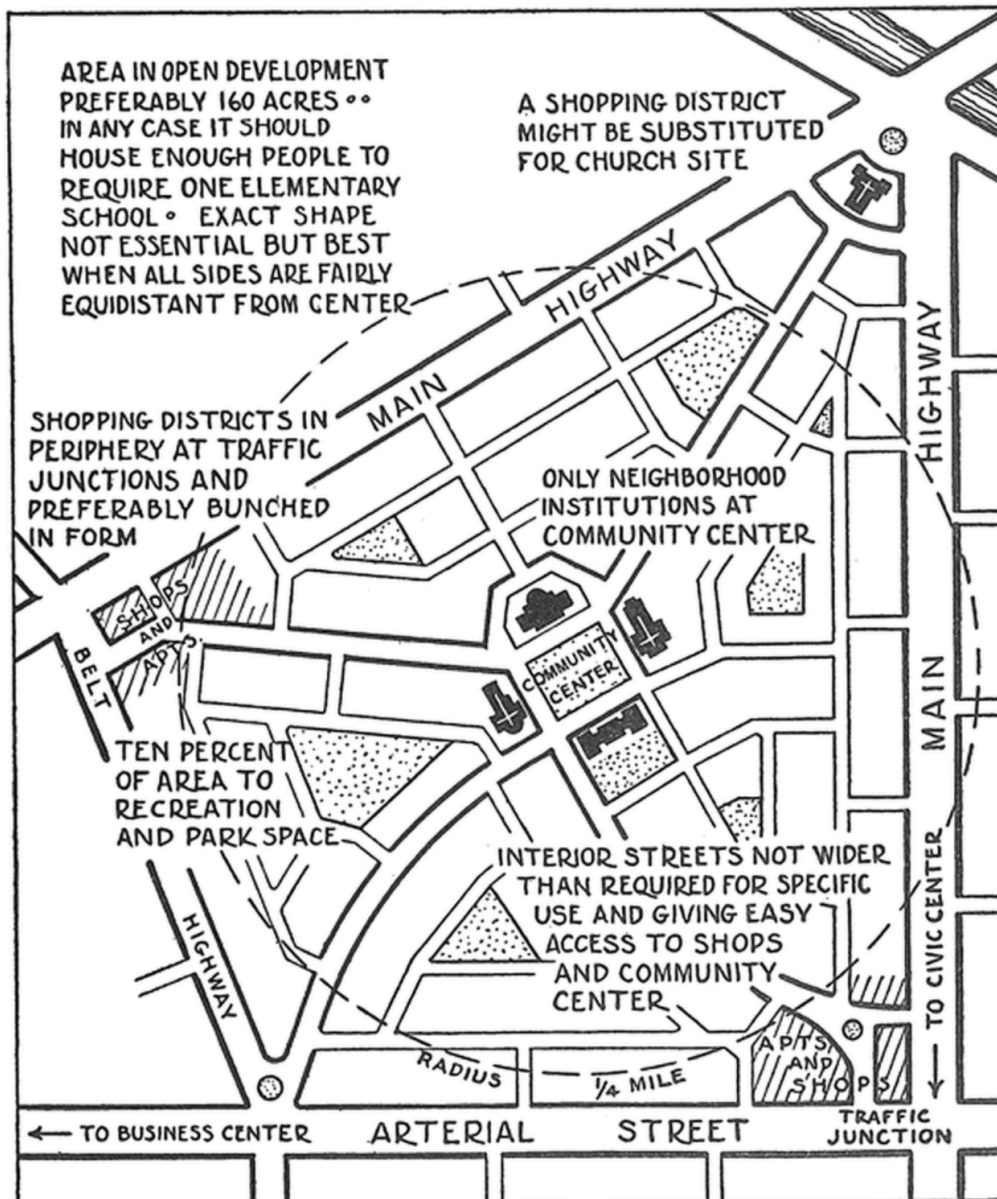 AREA IN OPEN DEVELOPMENT
PREFERABLY 160 ACRES • •
IN ANY CASE IT SHOULD
HOUSE ENOUGH PEOPLE TO
REQUIRE ONE ELEMENTARY
SCHOOL • EXACT SHAPE
NOT ESSENTIAL BUT BEST
WHEN ALL SIDES ARE FAIRLY
EQUIDISTANT FROM CENTER
A SHOPPING DISTRICT
MIGHT BE SUBSTITUTED
FOR CHURCH SITE
MAIN HIGHWAY
SHOPPING DISTRICTS IN
PERIPHERY AT TRAFFIC
JUNCTIONS AND
PREFERABLY BUNCHED
IN FORM
ONLY NEIGHBORHOOD
INSTITUTIONS AT
COMMUNITY CENTER
MAIN HIGHWAY
SHOPS
AND
APTS.
COMMUNITY
CENTER
BELT HIGHWAY
TEN PERCENT
OF AREA TO
RECREATION
AND PARK SPACE
INTERIOR STREETS NOT WIDER
THAN REQUIRED FOR SPECIFIC
USE AND GIVING EASY
ACCESS TO SHOPS
AND COMMUNITY
CENTER
TO CIVIC CENTER
RADIUS 1/4 MILE
APTS
AND
SHOPS
← TO BUSINESS CENTER
ARTERIAL STREET
TRAFFIC
JUNCTION